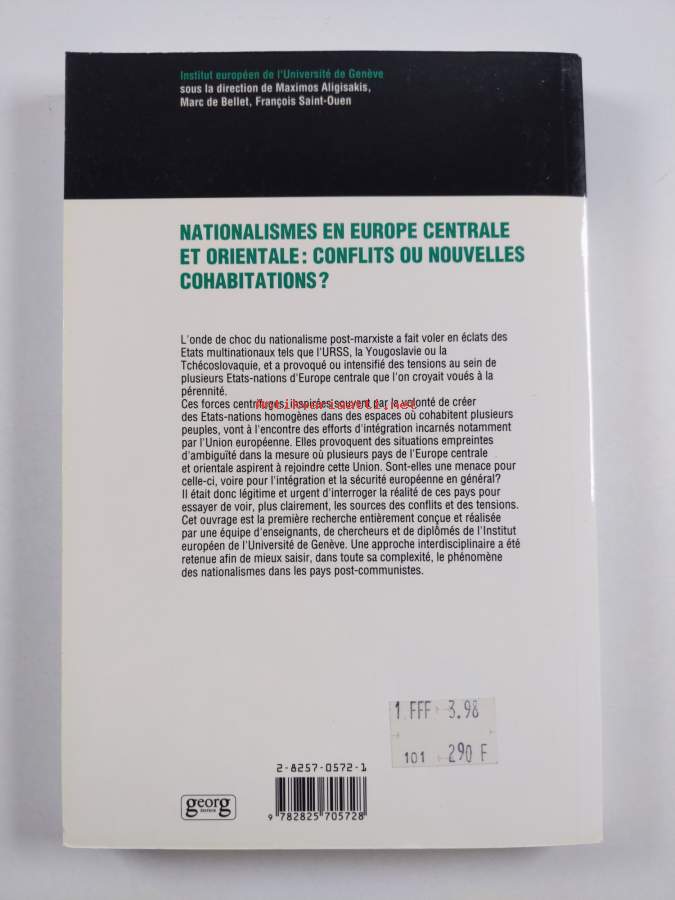 Institut européen de l'Université de Genève
sous la direction de Maximos Aligisakis,
Marc de Bellet, François Saint-Ouen
NATIONALISMES EN EUROPE CENTRALE
ET ORIENTALE : CONFLITS OU NOUVELLES
COHABITATIONS ?
L'onde de choc du nationalisme post-marxiste a fait voler en éclats des
Etats multinationaux tels que l'URSS, la Yougoslavie ou la
Tchécoslovaquie, et a provoqué ou intensifié des tensions au sein de
plusieurs Etats-nations d'Europe centrale que l'on croyait voués à la
pérennité.
Ces forces centrifuges, inspirées souvent par la volonté de créer
des Etats-nations homogènes dans des espaces où cohabitent plusieurs
peuples, vont à l'encontre des efforts d'intégration incarnés notamment
par l'Union européenne. Elles provoquent des situations empreintes
d'ambiguïté dans la mesure où plusieurs pays de l'Europe centrale
et orientale aspirent à rejoindre cette Union. Sont-elles une menace pour
celle-ci, voire pour l'intégration et la sécurité européenne en général?
Il était donc légitime et urgent d'interroger la réalité de ces pays pour
essayer de voir, plus clairement, les sources des conflits et des tensions.
Cet ouvrage est la première recherche entièrement conçue et réalisée
par une équipe d'enseignants, de chercheurs et de diplômés de l'Institut
européen de l'Université de Genève. Une approche interdisciplinaire a été
retenue afin de mieux saisir, dans toute sa complexité, le phénomène
des nationalismes dans les pays post-communistes.
1 FFF 3.98
101 290 F
2-8257-0572-1
georg
9 782825 705728